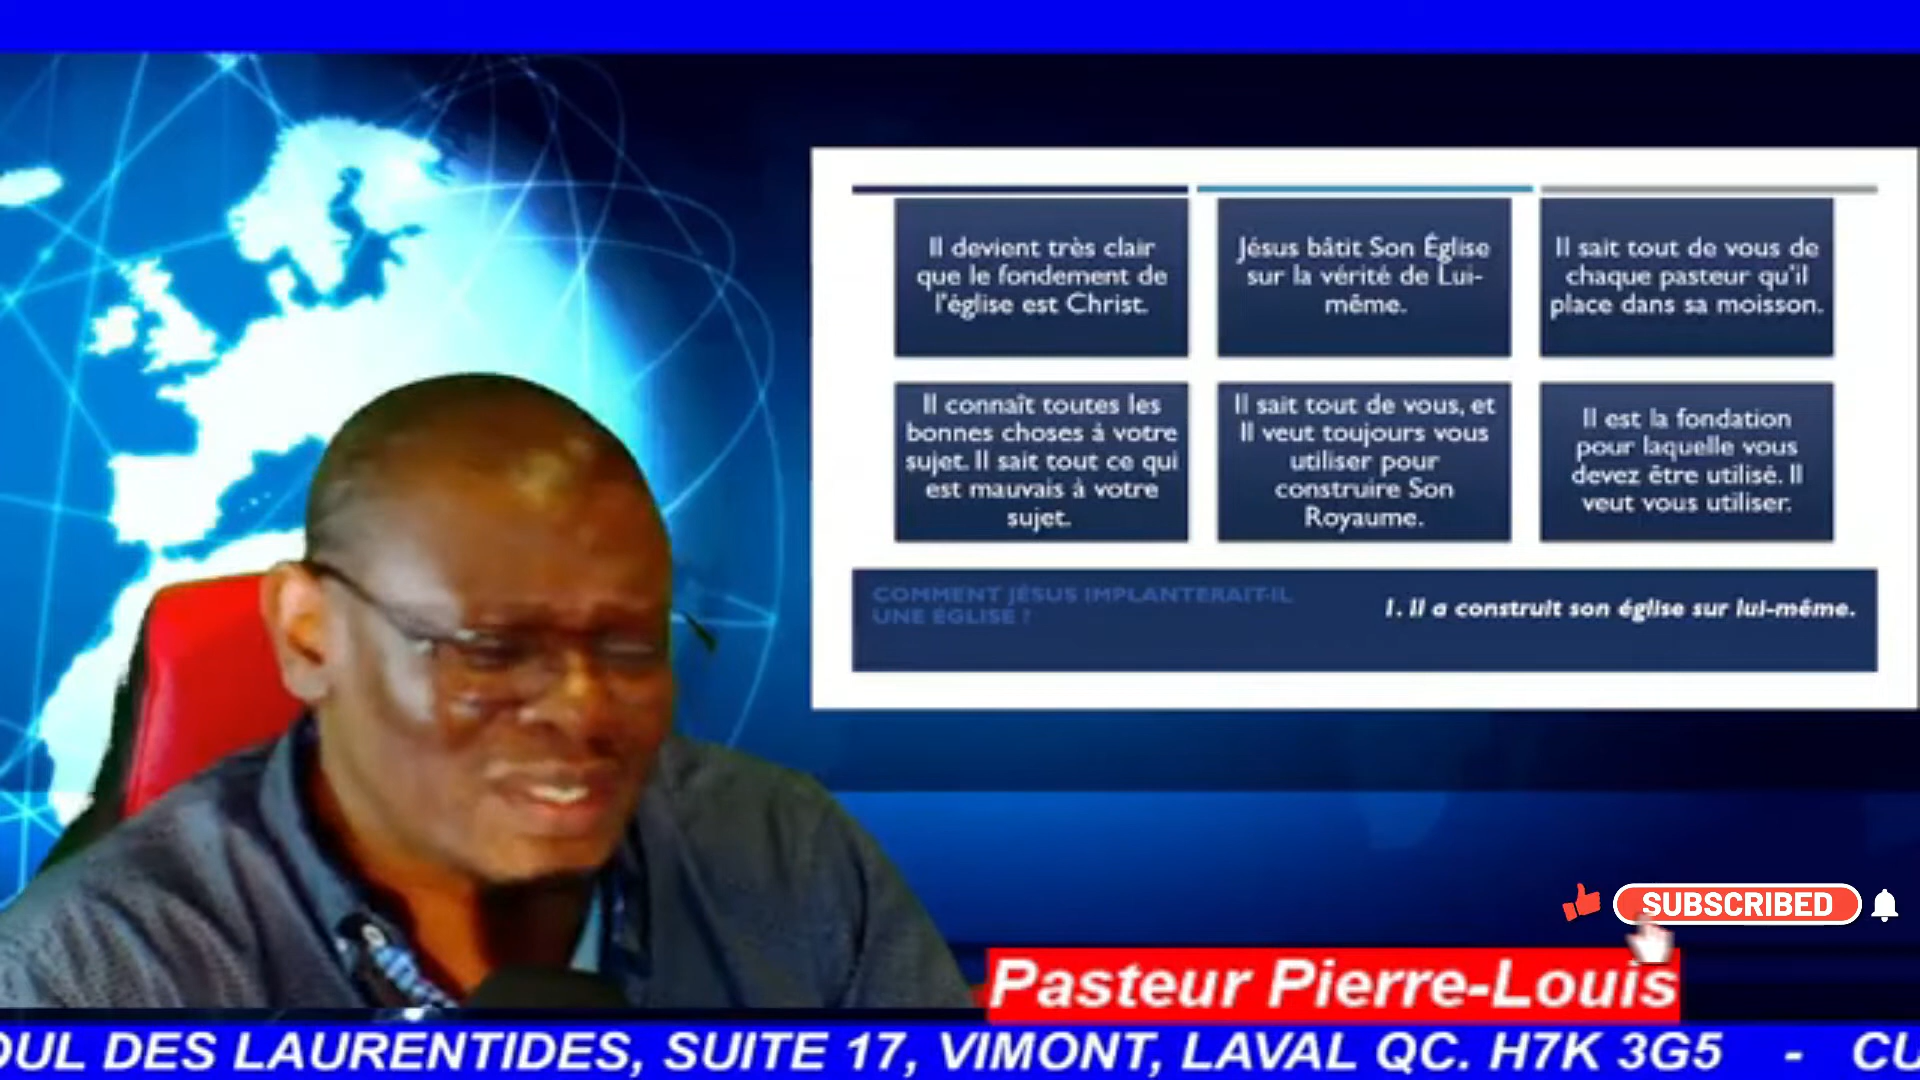 Il devient très clair
que le fondement de
l'église est Christ.
Jésus bâtit Son Église
sur la vérité de Lui-
même.
Il sait tout de vous de
chaque pasteur qu'il
place dans sa moisson.
Il connaît toutes les
bonnes choses à votre
sujet. Il sait tout ce qui
est mauvais à votre
sujet.
Il sait tout de vous, et
Il veut toujours vous
utiliser pour
construire Son
Royaume.
Il est la fondation
pour laquelle vous
devez être utilisé. Il
veut vous utiliser.
COMMENT JÉSUS IMPLANTERAIT-IL
UNE ÉGLISE ?
1. Il a construit son église sur lui-même.
SUBSCRIBED
Pasteur Pierre-Louis
OUL DES LAURENTIDES, SUITE 17, VIMONT, LAVAL QC. H7K 3G5 - CU